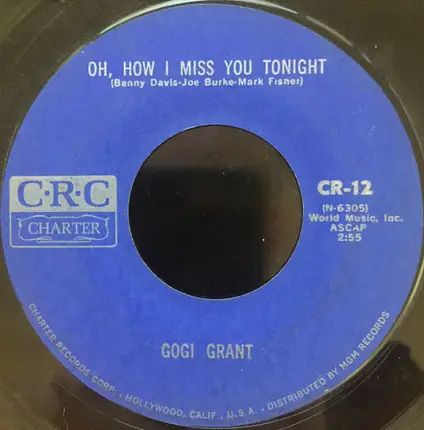 OH, HOW I MISS YOU TONIGHT
(Benny Davis-Joe Burke-Mark Fisher)
C·R·C
CHARTER
CR-12
(N-6305)
World Music, Inc.
ASCAP
2:55
GOGI GRANT
CHARTER RECORDS CORP. - HOLLYWOOD, CALIF., U.S.A. - DISTRIBUTED BY MGM RECORDS